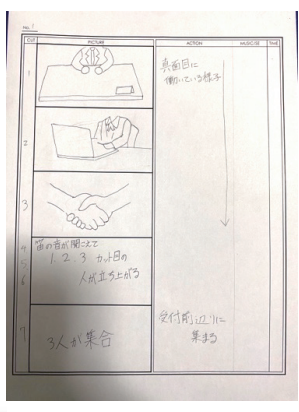 No. 1
CUT PICTURE ACTION MUSIC/SE TIME
1
真面目に
働いている様子
2
3
4
5
6
笛の音が聞こえて
1. 2. 3 カット目の
人が立ち上がる
7
3人が集合
受付前辺りに
集まる